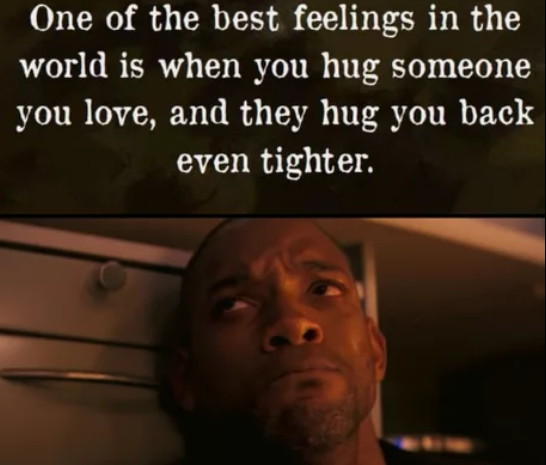 One of the best feelings in the
world is when you hug someone
you love, and they hug you back
even tighter.